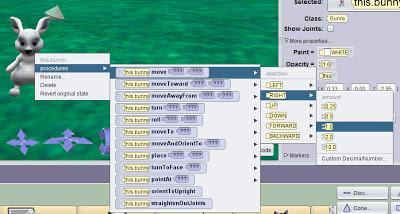 Selected: this.bunny
Class: Bunny
Show Joints:
More properties...
Paint = WHITE
Opacity = 1.0
this
this.bunny
procedures
Rename...
Delete
Revert original state
this.bunny move ??? , ???
this.bunny moveToward ??? , ???
this.bunny moveAwayFrom ??? , ???
this.bunny turn ??? , ???
this.bunny roll ??? , ???
this.bunny moveTo ???
this.bunny moveAndOrientTo ???
this.bunny place ??? , ???
this.bunny turnToFace ???
this.bunny pointAt ???
this.bunny orientToUpright
this.bunny straightenOutJoints
direction
LEFT
RIGHT
UP
DOWN
FORWARD
BACKWARD
amount
0.25
0.5
1.0
2.0
10.0
Custom DecimalNumber...
Code
Markers
Disc...
Cone...